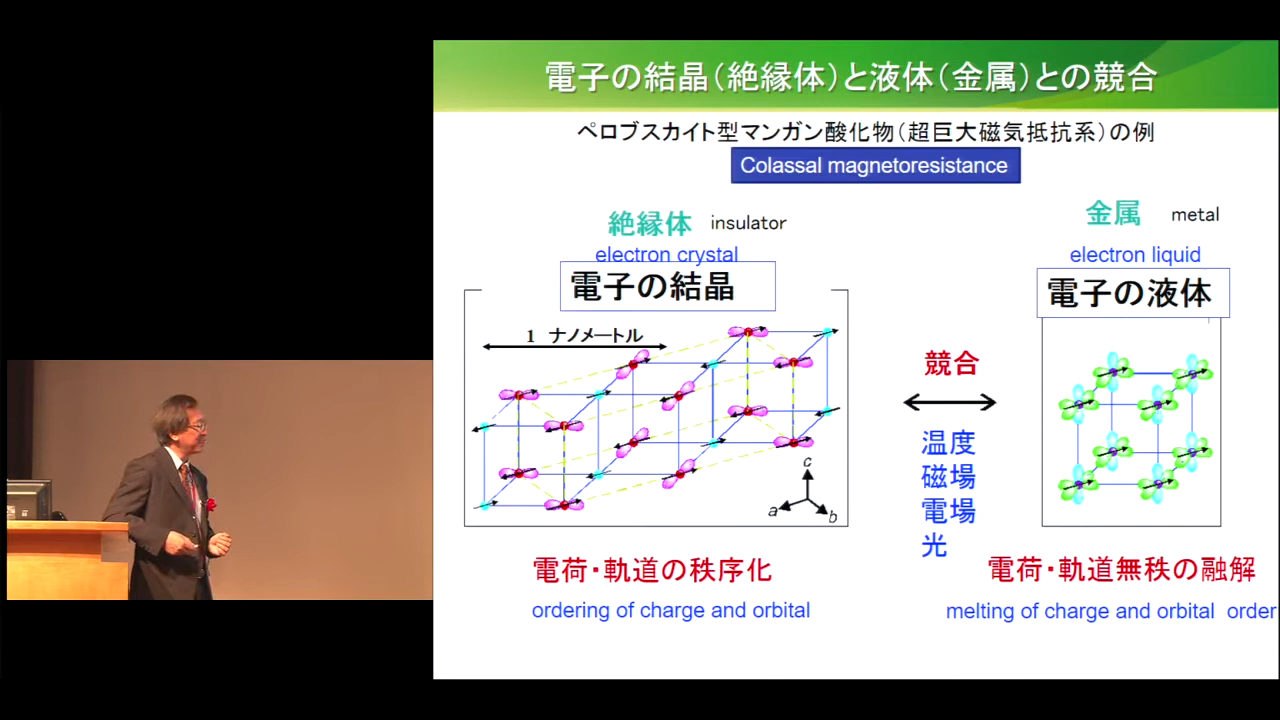 電子の結晶(絶縁体)と液体(金属)との競合
ペロブスカイト型マンガン酸化物(超巨大磁気抵抗系)の例
Colassal magnetoresistance
絶縁体 insulator
electron crystal
電子の結晶
1 ナノメートル
c
a
b
電荷・軌道の秩序化
ordering of charge and orbital
競合
温度
磁場
電場
光
金属 metal
electron liquid
電子の液体
電荷・軌道無秩の融解
melting of charge and orbital order